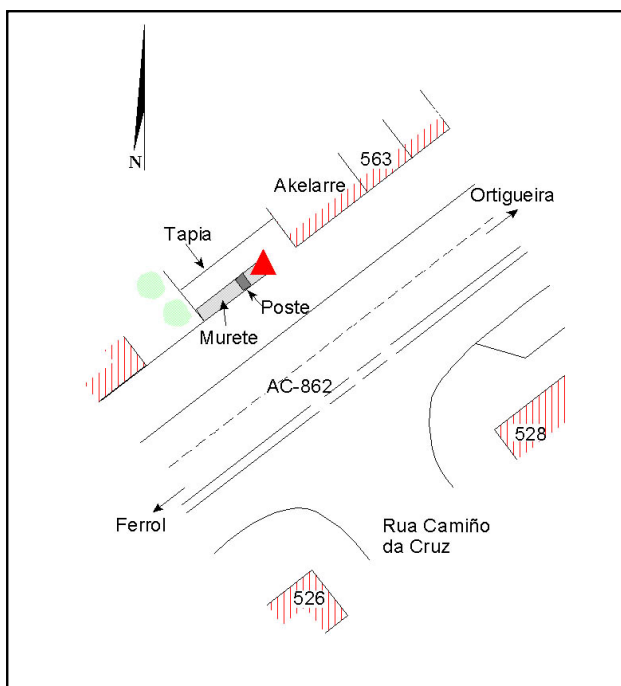 563
Akelarre
Ortigueira
Tapia
N
Poste
Murete
AC-862
528
Ferrol
Rua Camiño
da Cruz
526